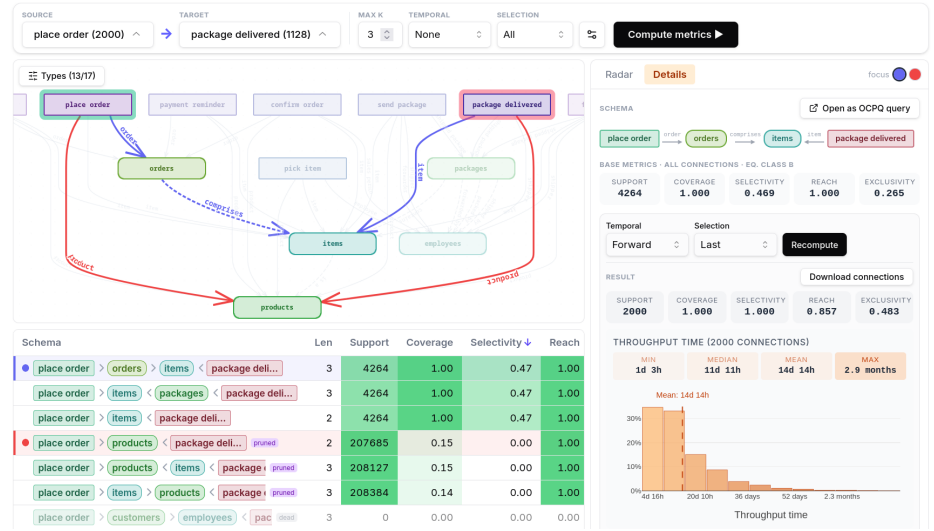 SOURCE TARGET MAX K TEMPORAL SELECTION
place order (2000) → package delivered (1128) 3 None All Compute metrics ▶
Types (13/17)
place order payment reminder confirm order send package package delivered
order
orders pick item packages
item
comprises
items employees
product product
products
Schema Len Support Coverage Selectivity ↓ Reach
place order > orders > items < package deli... 3 4264 1.00 0.47 1.00
place order > items < packages < package deli... 3 4264 1.00 0.47 1.00
place order > items < package deli... 2 4264 1.00 0.47 1.00
place order > products < package deli... pruned 2 207685 0.15 0.00 1.00
place order > products < items < package pruned 3 208127 0.15 0.00 1.00
place order > items > products < package pruned 3 208384 0.14 0.00 1.00
place order > customers > employees < pac dead 3 0 0.00 0.00 0.00
Radar Details focus
SCHEMA Open as OCPQ query
place order order orders comprises items item package delivered
BASE METRICS · ALL CONNECTIONS · EQ. CLASS B
SUPPORT COVERAGE SELECTIVITY REACH EXCLUSIVITY
4264 1.000 0.469 1.000 0.265
Temporal Selection
Forward Last Recompute
RESULT Download connections
SUPPORT COVERAGE SELECTIVITY REACH EXCLUSIVITY
2000 1.000 1.000 0.857 0.483
THROUGHPUT TIME (2000 CONNECTIONS)
MIN MEDIAN MEAN MAX
1d 3h 11d 11h 14d 14h 2.9 months
Mean: 14d 14h
30%
20%
10%
0%
4d 16h 20d 10h 36 days 52 days 2.3 months
Throughput time